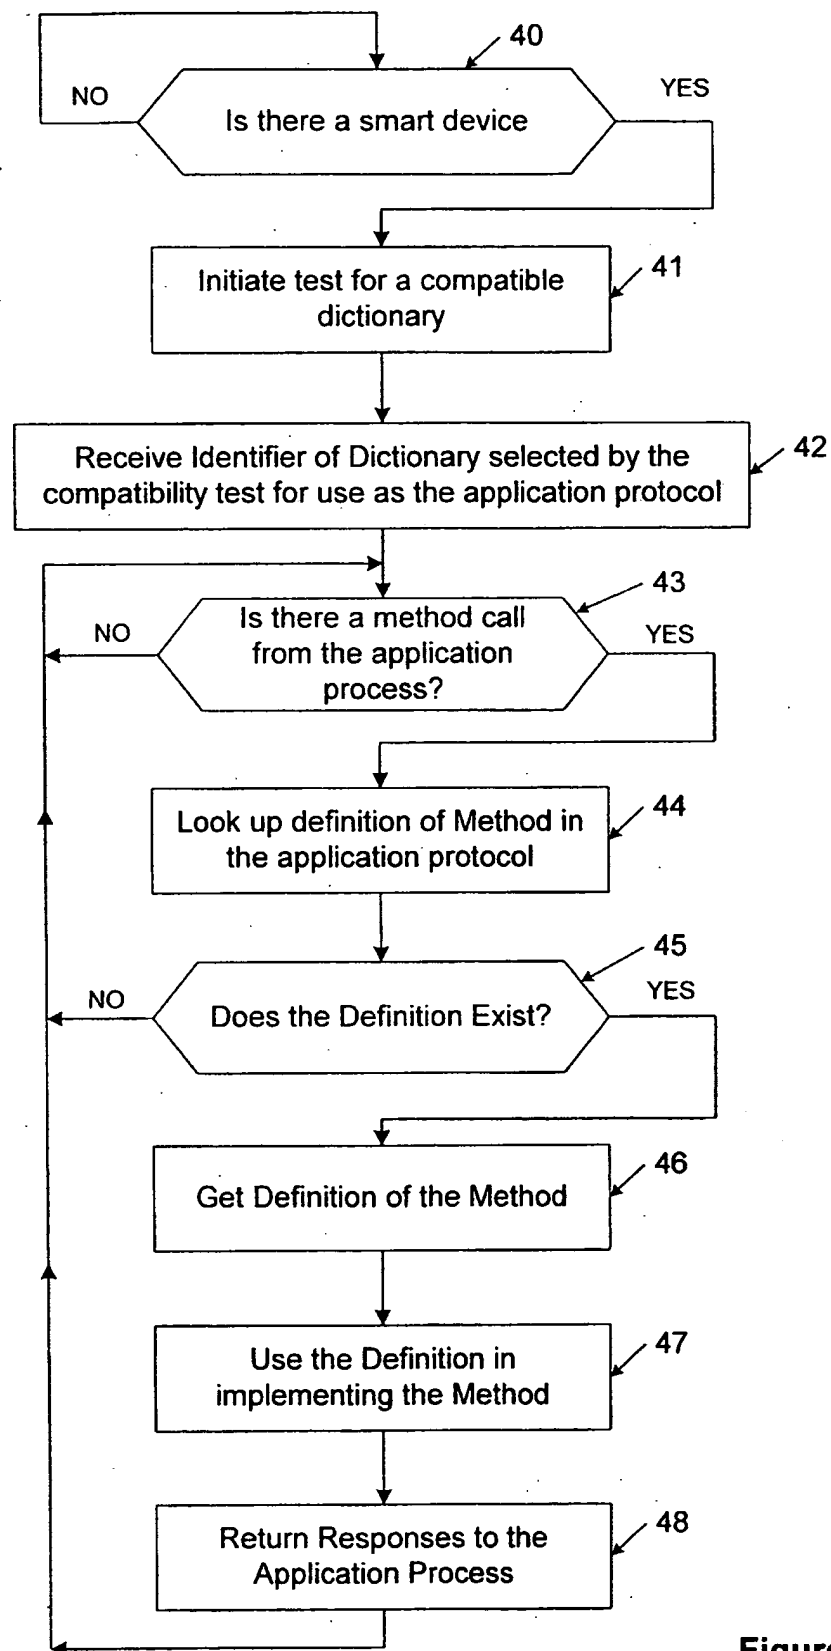 40
NO
YES
Is there a smart device
41
Initiate test for a compatible
dictionary
42
Receive Identifier of Dictionary selected by the
compatibility test for use as the application protocol
43
NO
YES
Is there a method call
from the application
process?
44
Look up definition of Method in
the application protocol
45
NO
YES
Does the Definition Exist?
46
Get Definition of the Method
47
Use the Definition in
implementing the Method
48
Return Responses to the
Application Process
Figure